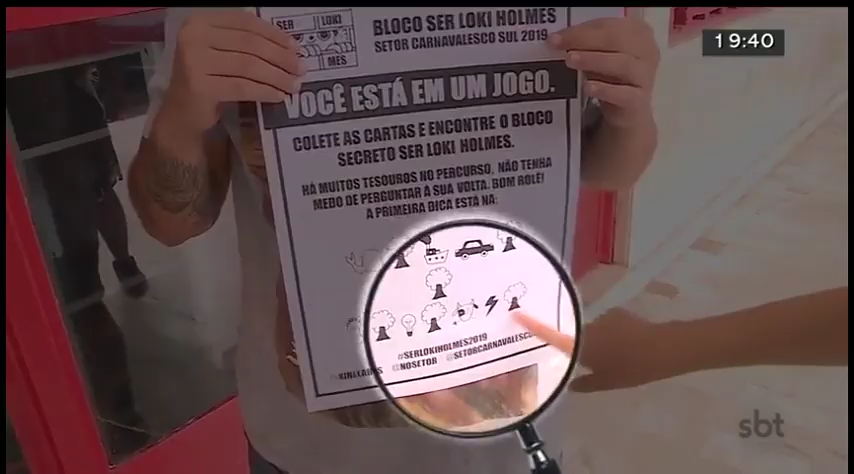 SER LOKI
MES
BLOCO SER LOKI HOLMES
SETOR CARNAVALESCO SUL 2019
19:40
VOCÊ ESTÁ EM UM JOGO.
COLETE AS CARTAS E ENCONTRE O BLOCO
SECRETO SER LOKI HOLMES.
HÁ MUITOS TESOUROS NO PERCURSO, NÃO TENHA
MEDO DE PERGUNTAR À SUA VOLTA. BOM ROLÊ!
A PRIMEIRA DICA ESTÁ NA:
#SERLOKIHOLMES2019
@NOSETOR @SETORCARNAVALESCO
sbt